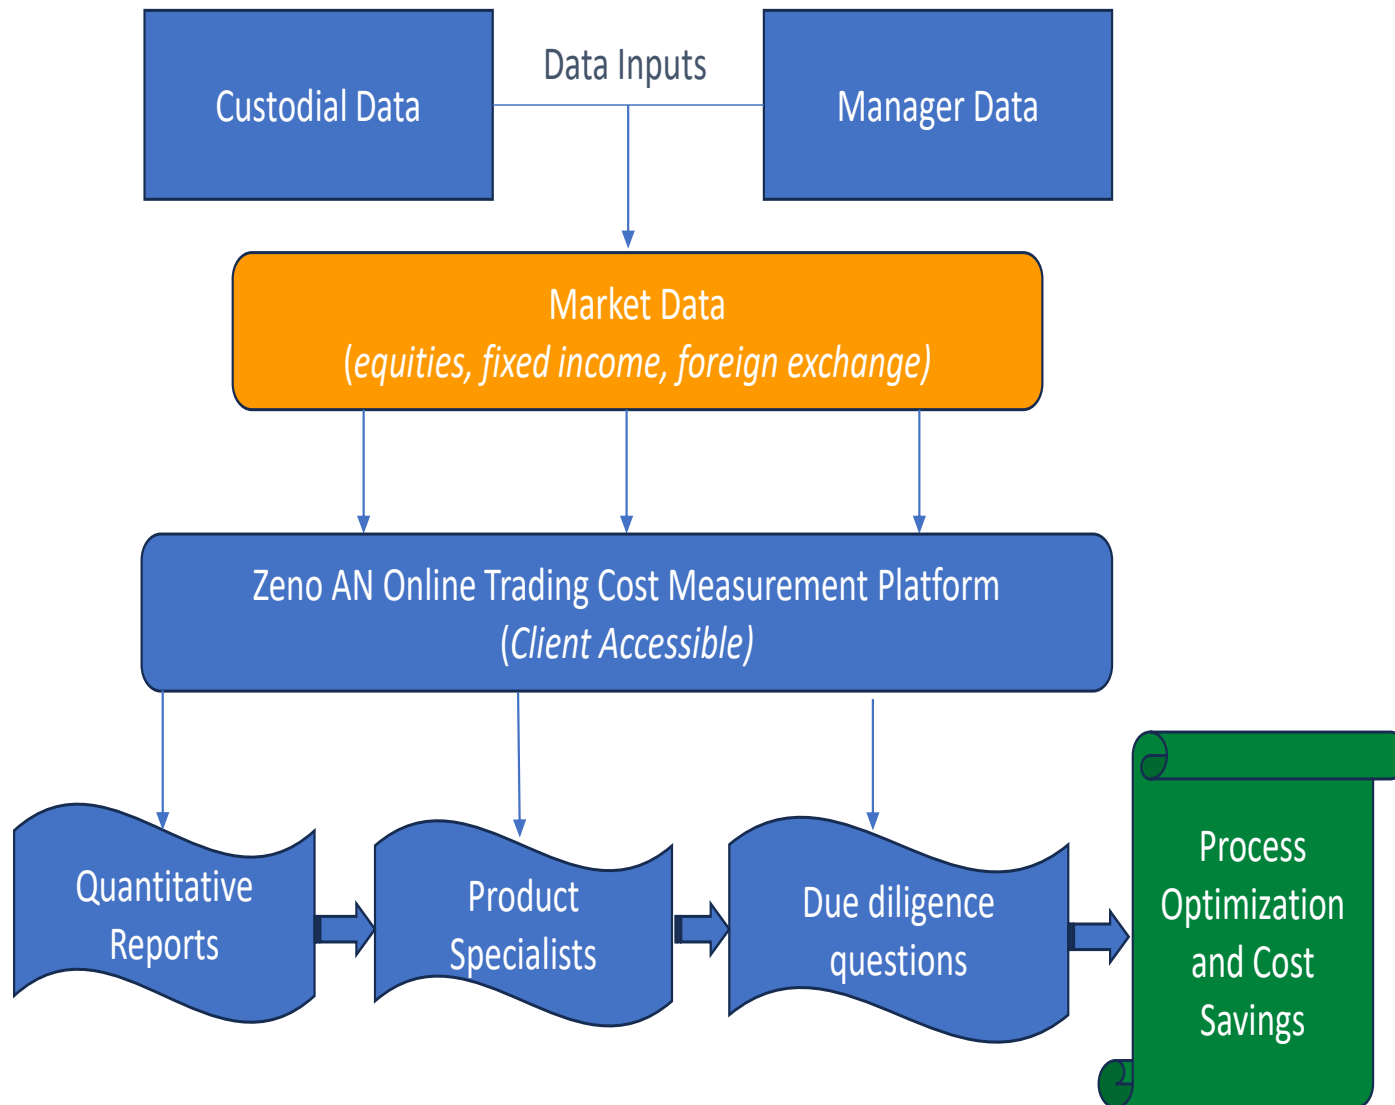 Data Inputs
Custodial Data
Manager Data
Market Data
(equities, fixed income, foreign exchange)
Zeno AN Online Trading Cost Measurement Platform
(Client Accessible)
Quantitative
Reports
Product
Specialists
Due diligence
questions
Process
Optimization
and Cost
Savings